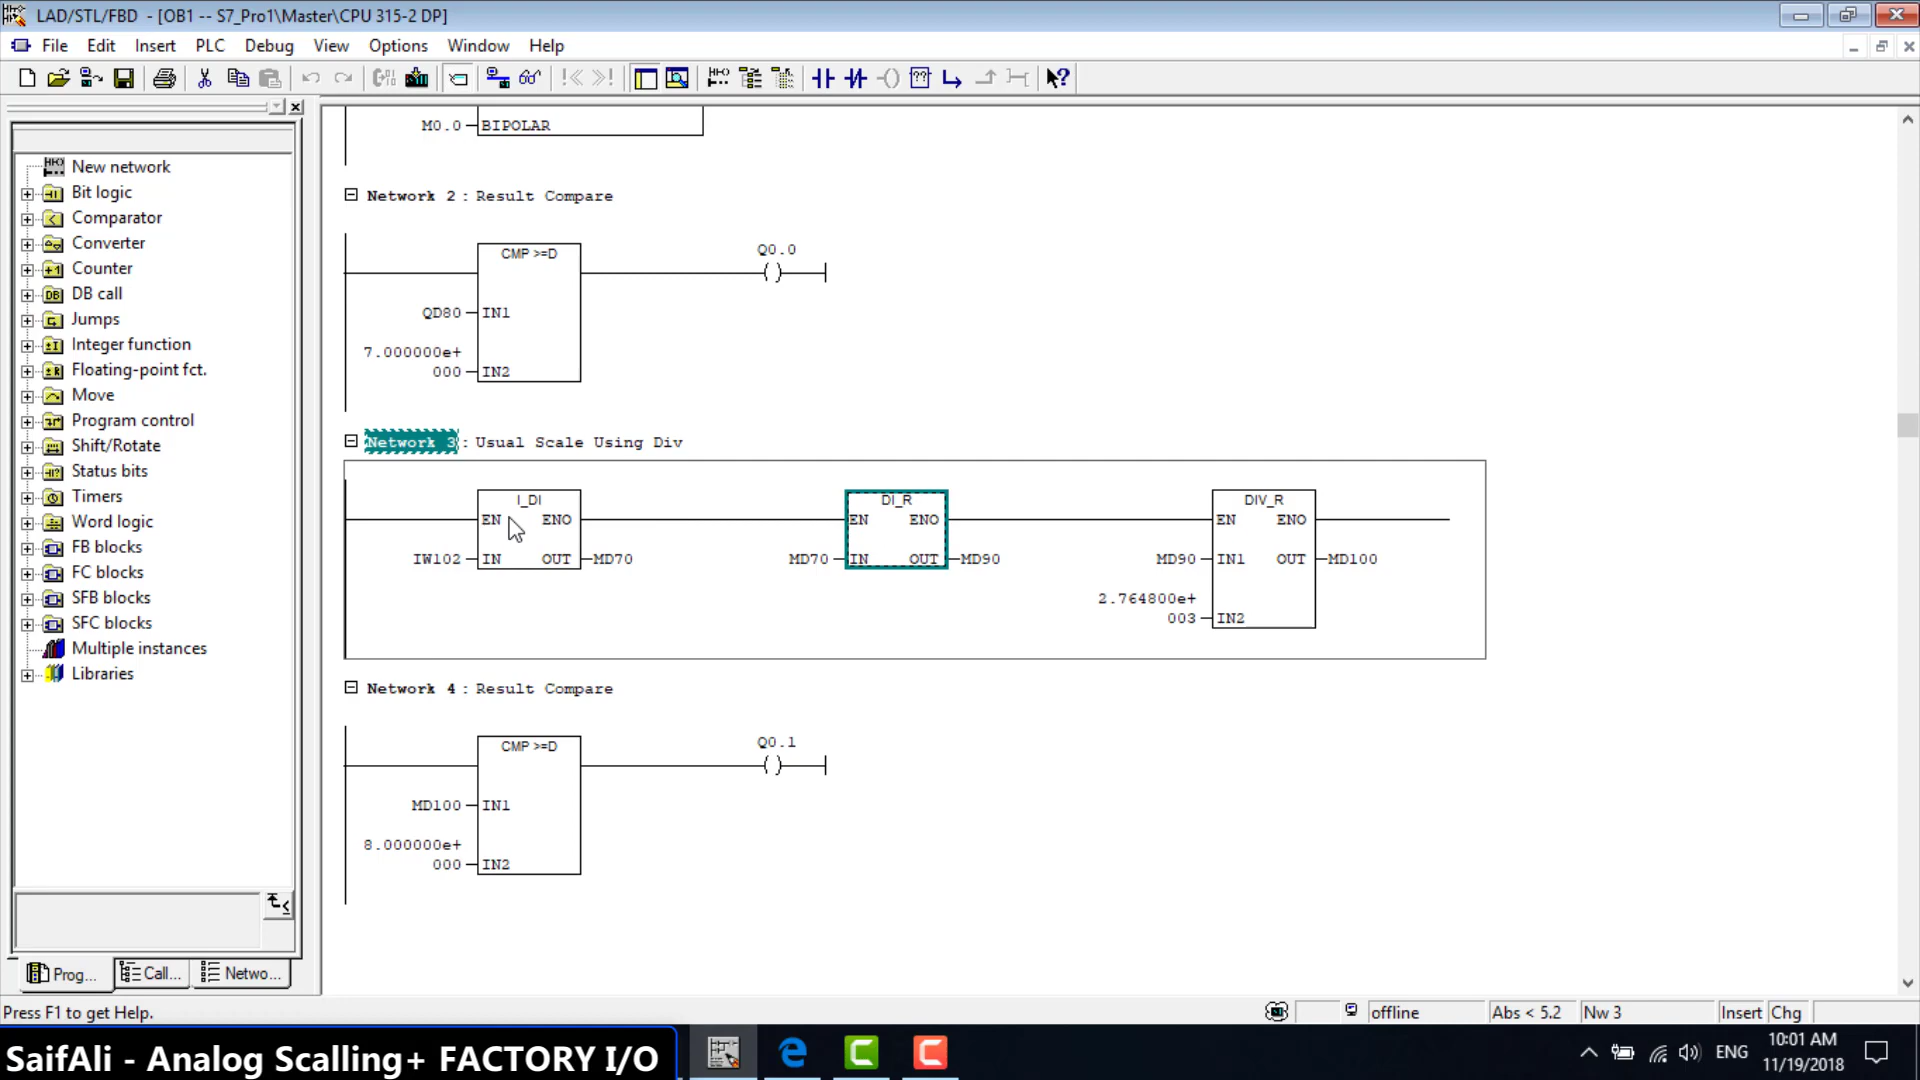 LAD/STL/FBD  - [OB1 -- S7_Pro1\Master\CPU 315-2 DP]
File Edit Insert PLC Debug View Options Window Help
New network
Bit logic
Comparator
Converter
Counter
DB call
Jumps
Integer function
Floating-point fct.
Move
Program control
Shift/Rotate
Status bits
Timers
Word logic
FB blocks
FC blocks
SFB blocks
SFC blocks
Multiple instances
Libraries
Prog... Call... Netwo...
M0.0 BIPOLAR
Network 2 : Result Compare
CMP >=D
Q0.0
( )
QD80 IN1
7.000000e+
000 IN2
Network 3 : Usual Scale Using Div
I_DI DI_R DIV_R
EN ENO EN ENO EN ENO
IW102 IN OUT MD70 MD70 IN OUT MD90 MD90 IN1 OUT MD100
2.764800e+
003 IN2
Network 4 : Result Compare
CMP >=D
Q0.1
( )
MD100 IN1
8.000000e+
000 IN2
Press F1 to get Help.
offline Abs < 5.2 Nw 3 Insert Chg
SaifAli - Analog Scalling+ FACTORY I/O
ENG
10:01 AM
11/19/2018